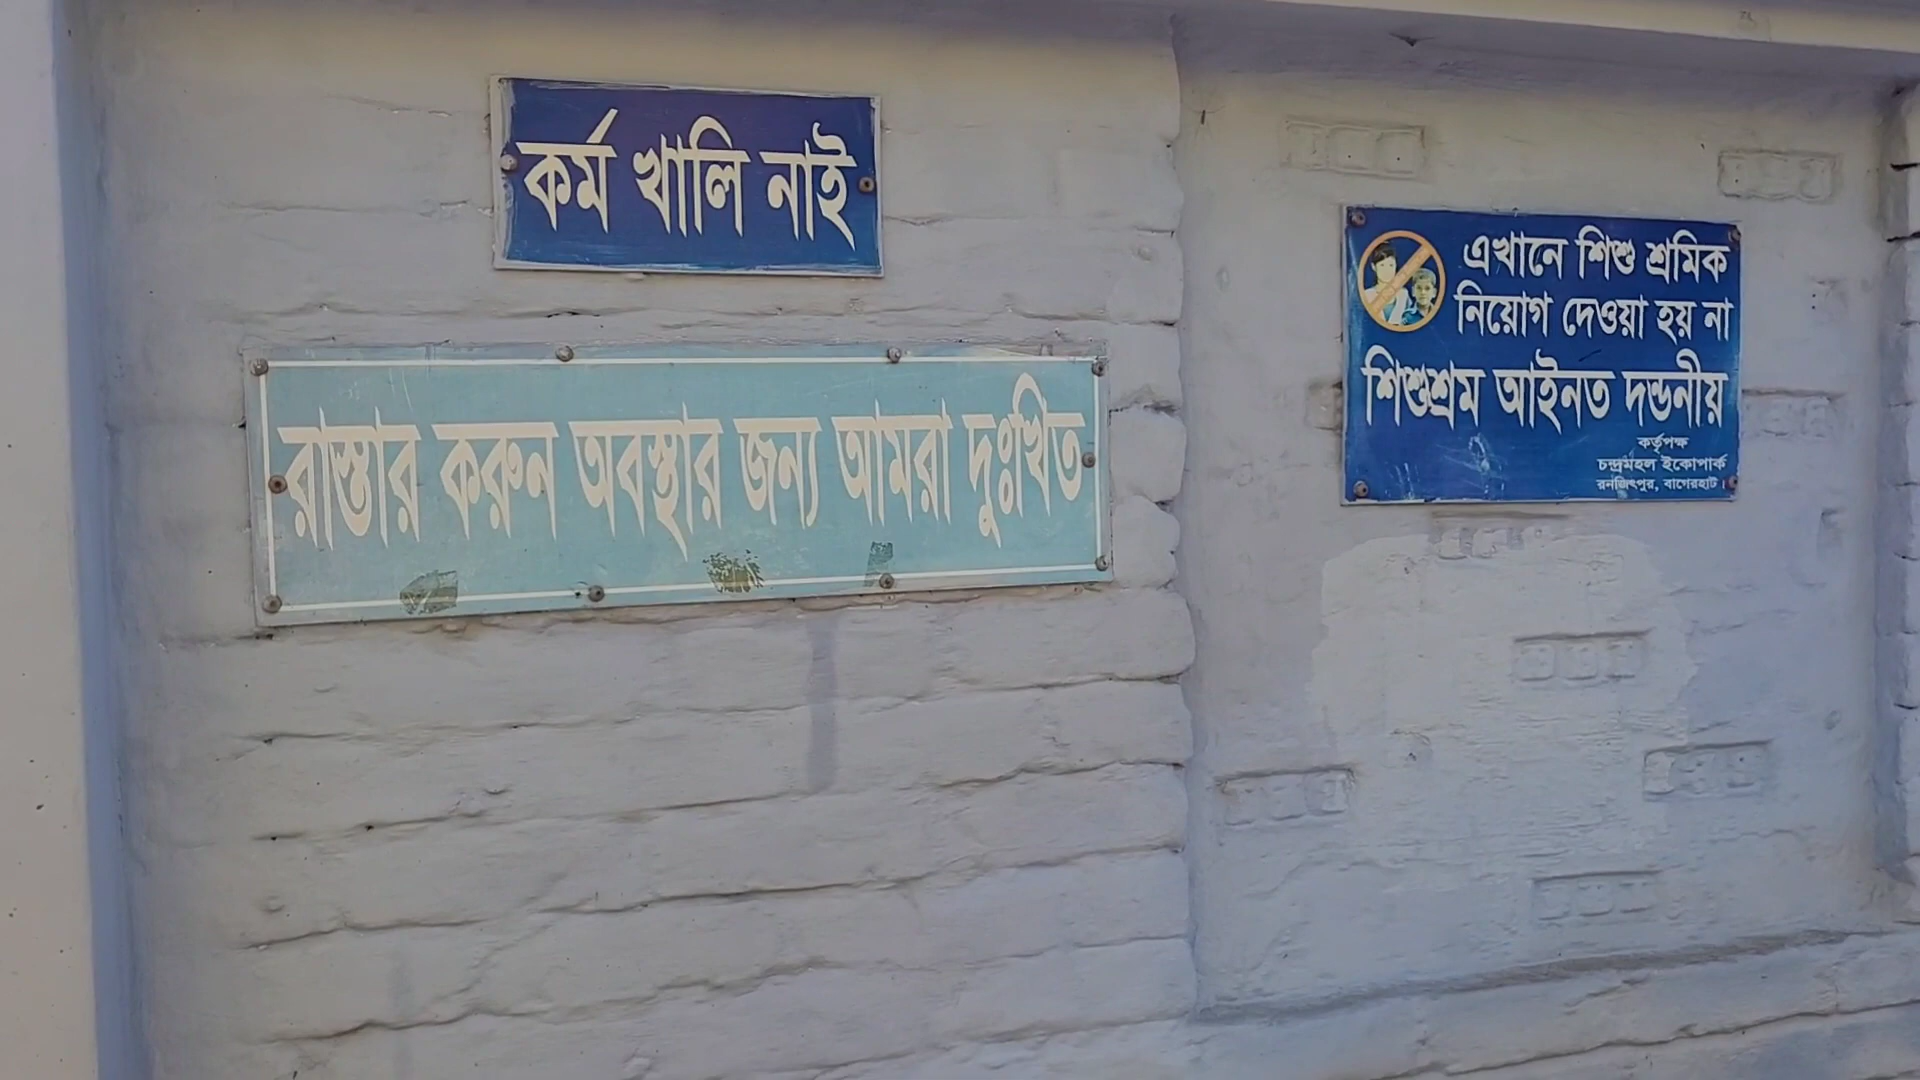 কর্ম খালি নাই
রাস্তার করুন অবস্থার জন্য আমরা দুঃখিত
এখানে শিশু শ্রমিক
নিয়োগ দেওয়া হয় না
শিশুশ্রম আইনত দন্ডনীয়
কর্তৃপক্ষ
চন্দ্রমহল ইকোপার্ক
রনজিৎপুর, বাগেরহাট।